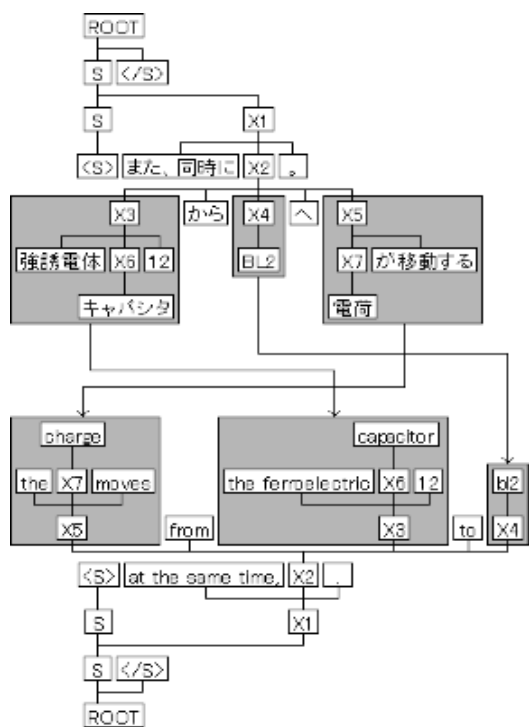 ROOT
S </S>
S X1
<S> また、同時に X2 。
X3 から X4 へ X5
強誘電体 X6 12 BL2 X7 が移動する
キャパシタ 電荷
charge capacitor
the X7 moves the ferroelectric X6 12 bl2
X5 from X3 to X4
<S> at the same time, X2 .
S X1
S </S>
ROOT